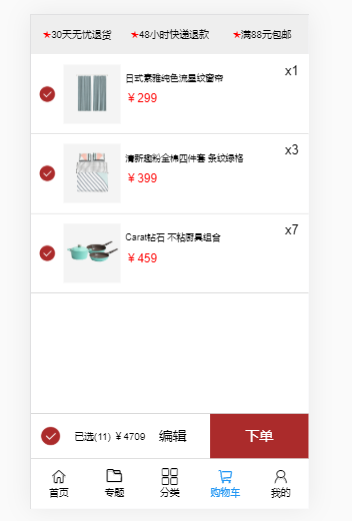 ★30天无忧退货 ★48小时快递退款 ★满88元包邮
日式素雅纯色流星纹窗帘 x1
￥299
清新趣粉全棉四件套 条纹绿格 x3
￥399
Carat钻石 不粘厨具组合 x7
￥459
已选(11) ￥4709 编辑 下单
首页 专题 分类 购物车 我的